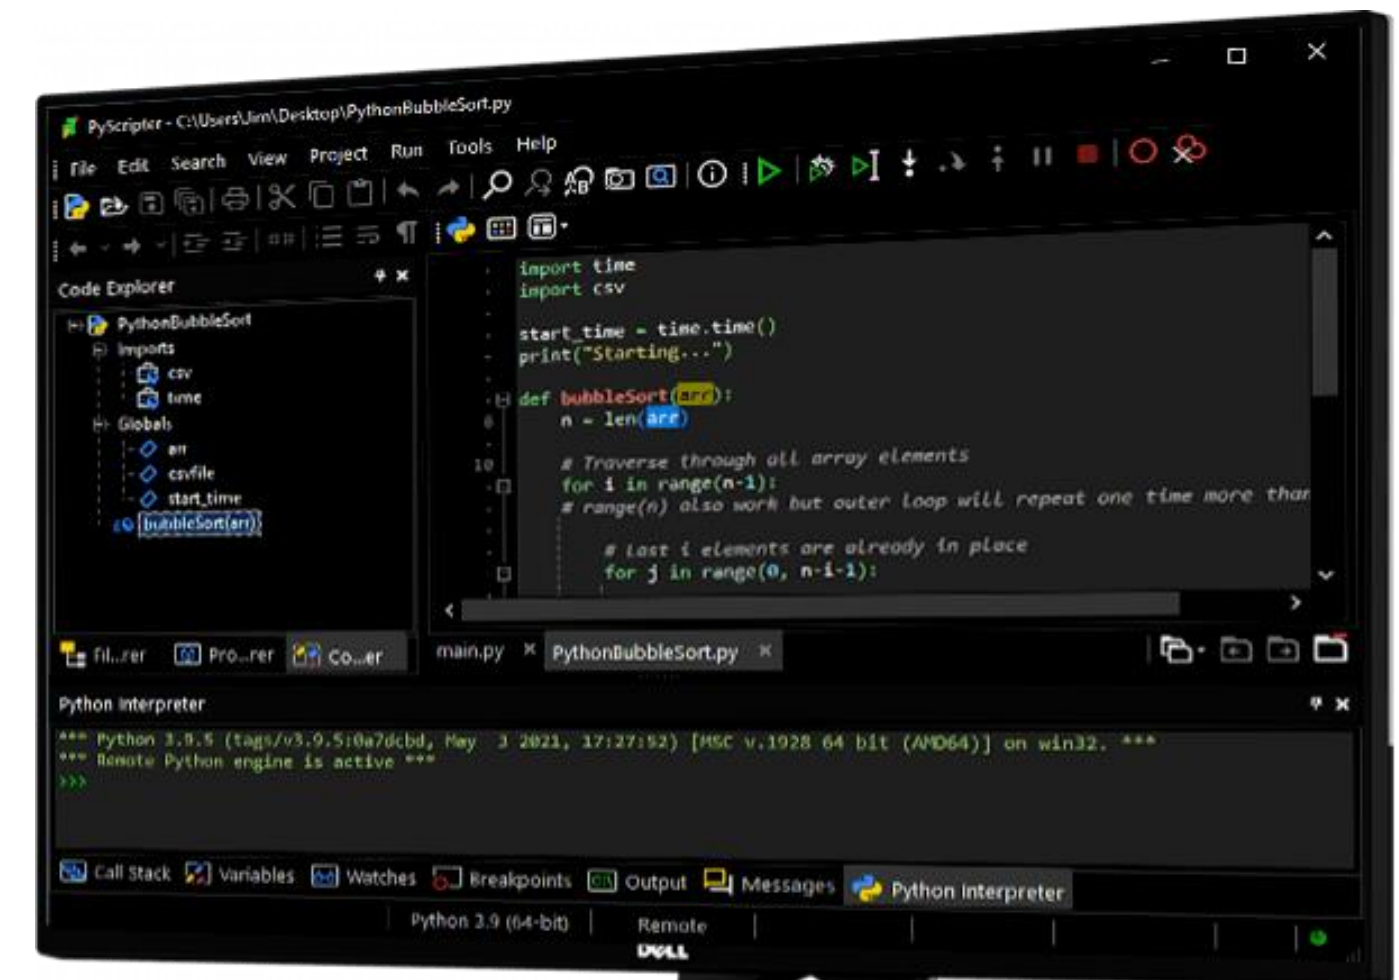 PyScripter - C:\Users\Jim\Desktop\PythonBubbleSort.py
File Edit Search View Project Run Tools Help
Code Explorer
PythonBubbleSort
Imports
csv
time
Globals
arr
csvfile
start_time
bubbleSort(arr)
Fil...rer Pro...rer Co...er
import time
import csv
start_time = time.time()
print("Starting...")
def bubbleSort(arr):
n = len(arr)
10
# Traverse through all array elements
for i in range(n-1):
# range(n) also work but outer loop will repeat one time more than
# Last i elements are already in place
for j in range(0, n-i-1):
main.py PythonBubbleSort.py
Python Interpreter
*** Python 3.9.5 (tags/v3.9.5:0a7dcbd, May 3 2021, 17:27:52) [MSC v.1928 64 bit (AMD64)] on win32. ***
*** Remote Python engine is active ***
>>>
Call Stack Variables Watches Breakpoints Output Messages Python Interpreter
Python 3.9 (64-bit) Remote
DELL